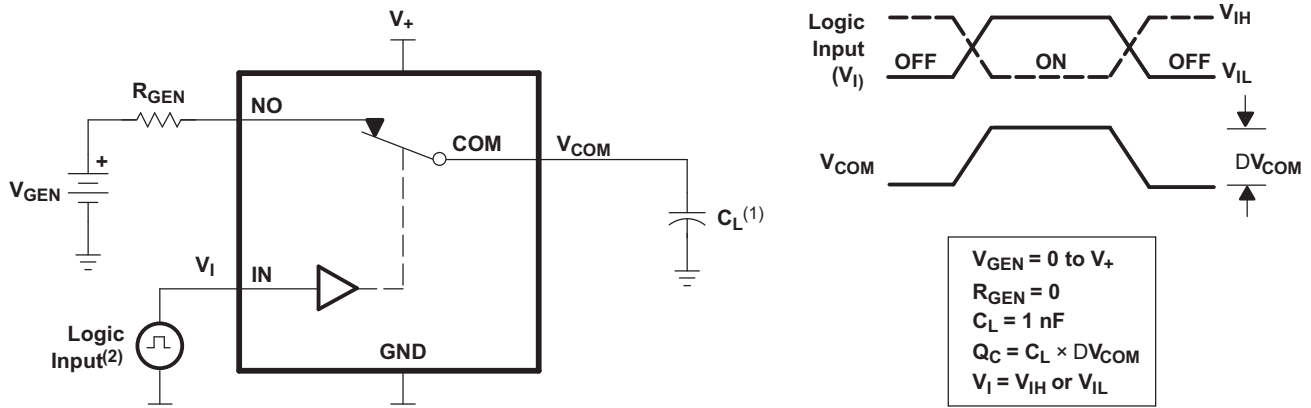 V+
RGEN
NO
COM
VCOM
+
VGEN
CL(1)
VI
IN
Logic
Input(2)
GND
Logic
Input
(VI)
OFF
ON
OFF
VIH
VIL
VCOM
DVCOM
VGEN = 0 to V+
RGEN = 0
CL = 1 nF
QC = CL × DVCOM
VI = VIH or VIL